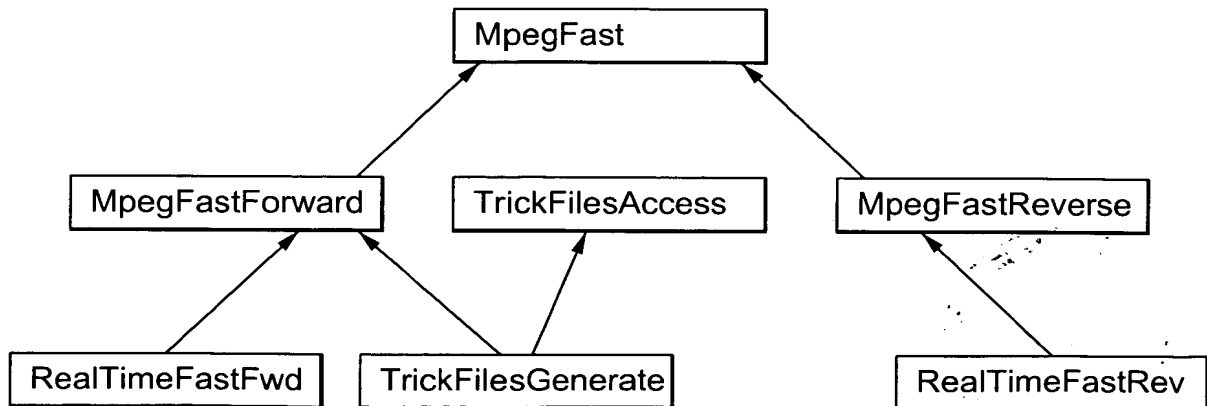 MpegFast
MpegFastForward
TrickFilesAccess
MpegFastReverse
RealTimeFastFwd
TrickFilesGenerate
RealTimeFastRev